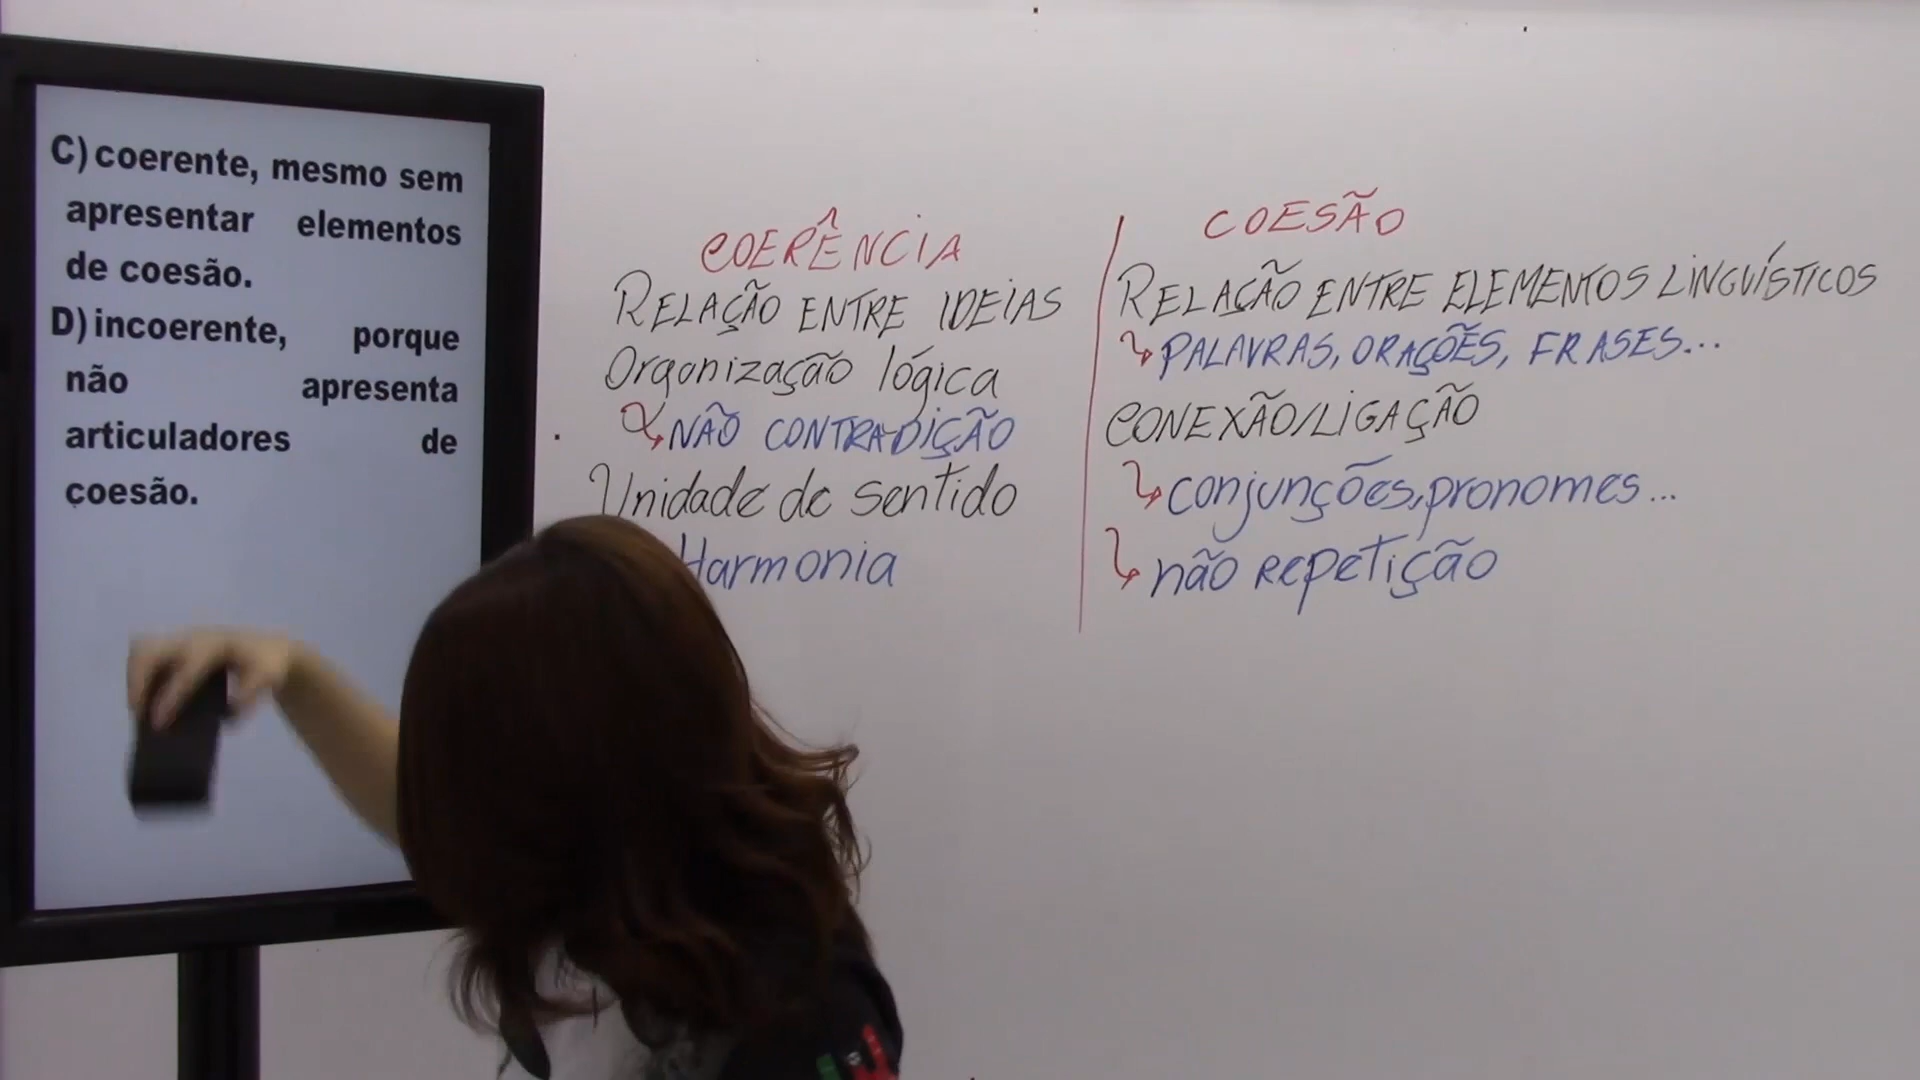 C) coerente, mesmo sem
apresentar elementos
de coesão.
D) incoerente, porque
não apresenta
articuladores de
coesão.
COERÊNCIA
RELAÇÃO ENTRE IDEIAS
Organização lógica
NÃO CONTRADIÇÃO
Unidade de sentido
Harmonia
COESÃO
RELAÇÃO ENTRE ELEMENTOS LINGUÍSTICOS
PALAVRAS, ORAÇÕES, FRASES...
CONEXÃO/LIGAÇÃO
conjunções, pronomes...
não REPETIÇÃO